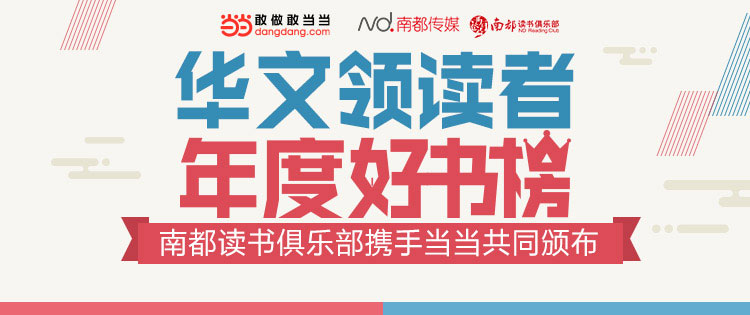 敢做敢当当 Nd.南都传媒 南都读书俱乐部
dangdang.com ND Reading Club
华文领读者
年度好书榜
南都读书俱乐部携手当当共同颁布